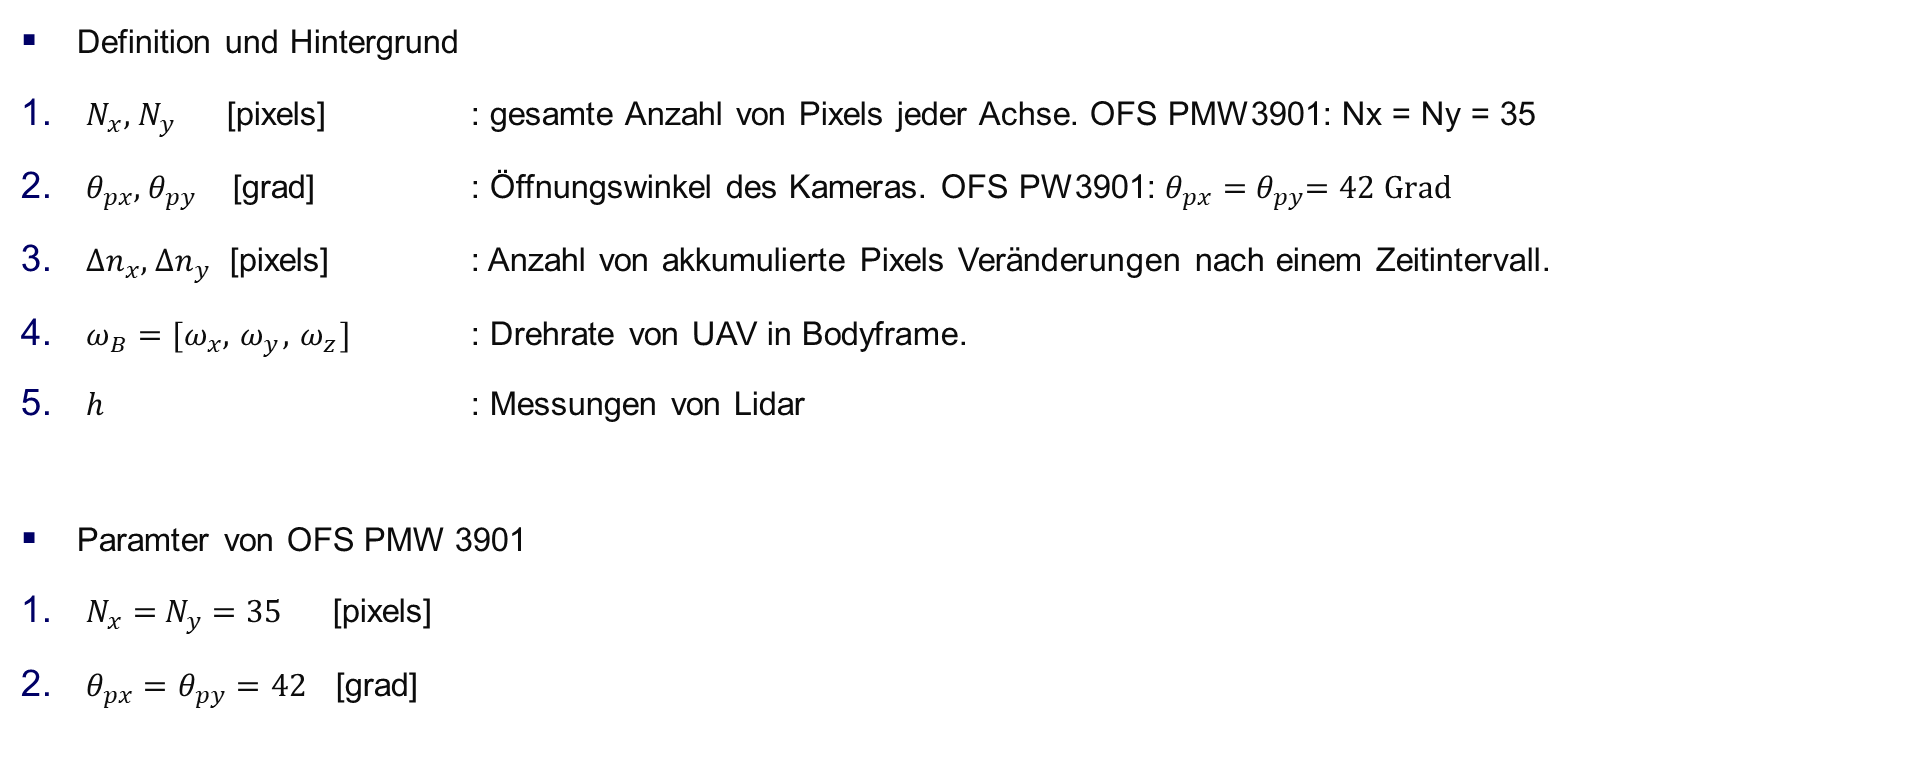 ▪ Definition und Hintergrund
1. 𝑁ₓ, 𝑁_y [pixels] : gesamte Anzahl von Pixels jeder Achse. OFS PMW3901: Nx = Ny = 35
2. θ_px, θ_py [grad] : Öffnungswinkel des Kameras. OFS PW3901: θ_px = θ_py= 42 Grad
3. Δn_x, Δn_y [pixels] : Anzahl von akkumulierte Pixels Veränderungen nach einem Zeitintervall.
4. ω_B = [ω_x, ω_y, ω_z] : Drehrate von UAV in Bodyframe.
5. h : Messungen von Lidar
▪ Paramter von OFS PMW 3901
1. N_x = N_y = 35 [pixels]
2. θ_px = θ_py = 42 [grad]